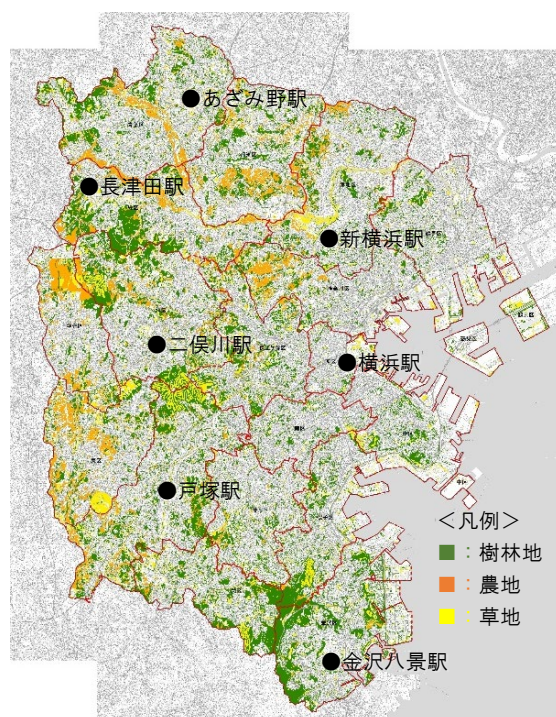 あざみ野駅
長津田駅
新横浜駅
二俣川駅
横浜駅
戸塚駅
＜凡例＞
■：樹林地
■：農地
■：草地
金沢八景駅